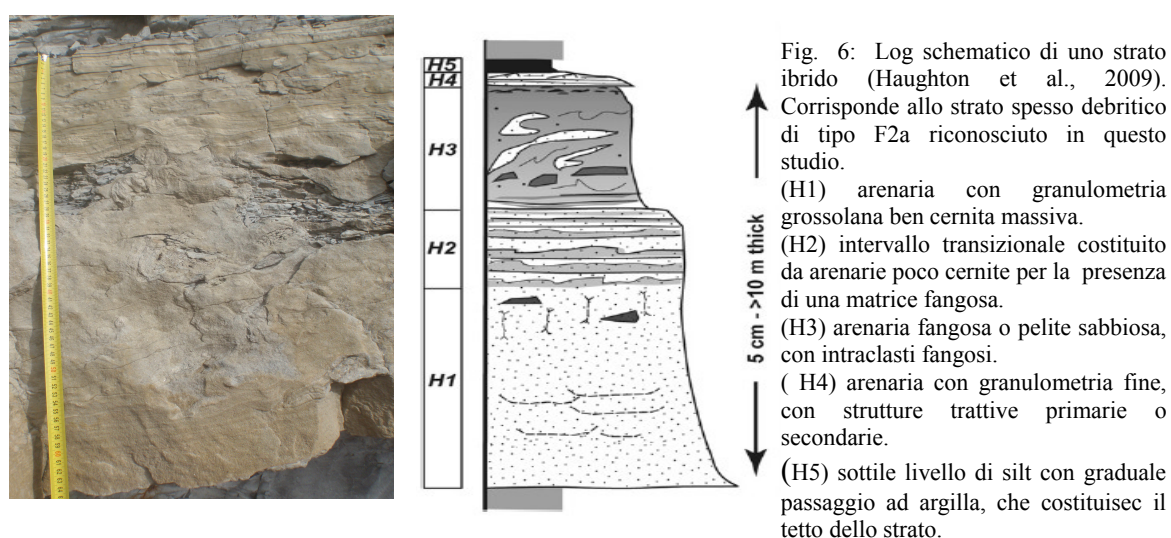 H5
H4
H3
H2
H1
5 cm - >10 m thick
Fig. 6: Log schematico di uno strato
ibrido (Haughton et al., 2009).
Corrisponde allo strato spesso debritico
di tipo F2a riconosciuto in questo
studio.
(H1) arenaria con granulometria
grossolana ben cernita massiva.
(H2) intervallo transizionale costituito
da arenarie poco cernite per la presenza
di una matrice fangosa.
(H3) arenaria fangosa o pelite sabbiosa,
con intraclasti fangosi.
( H4) arenaria con granulometria fine,
con strutture trattive primarie o
secondarie.
(H5) sottile livello di silt con graduale
passaggio ad argilla, che costituisec il
tetto dello strato.